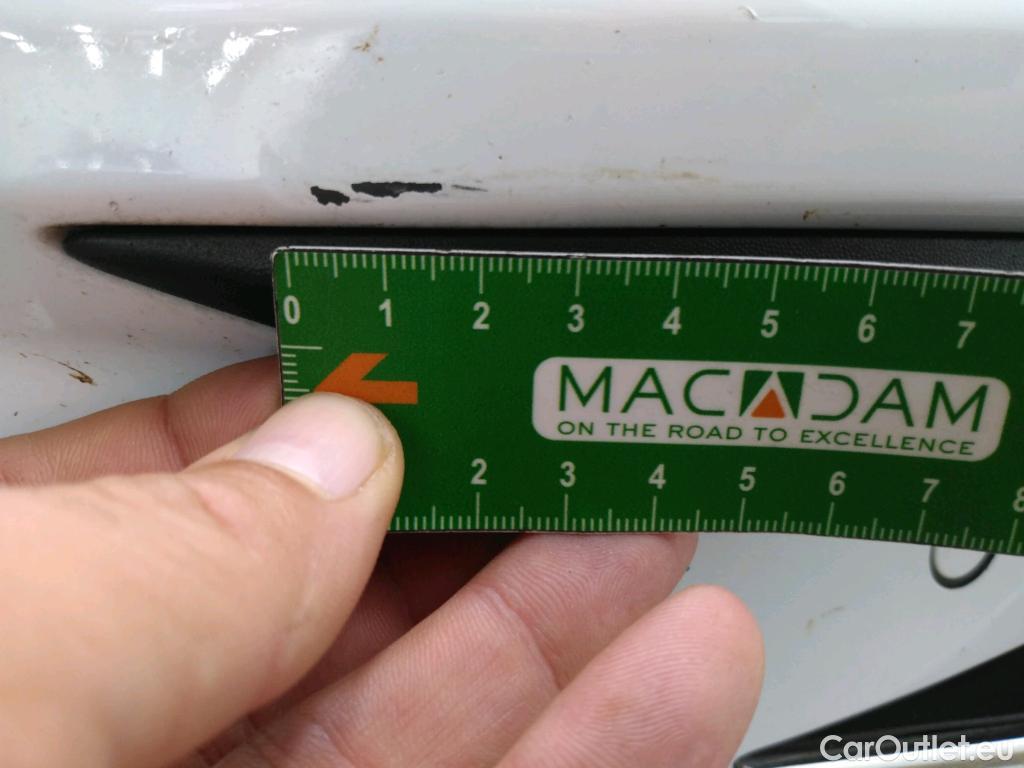 0 1 2 3 4 5 6 7
MACADAM
ON THE ROAD TO EXCELLENCE
2 3 4 5 6 7 8
CarOutlet.eu